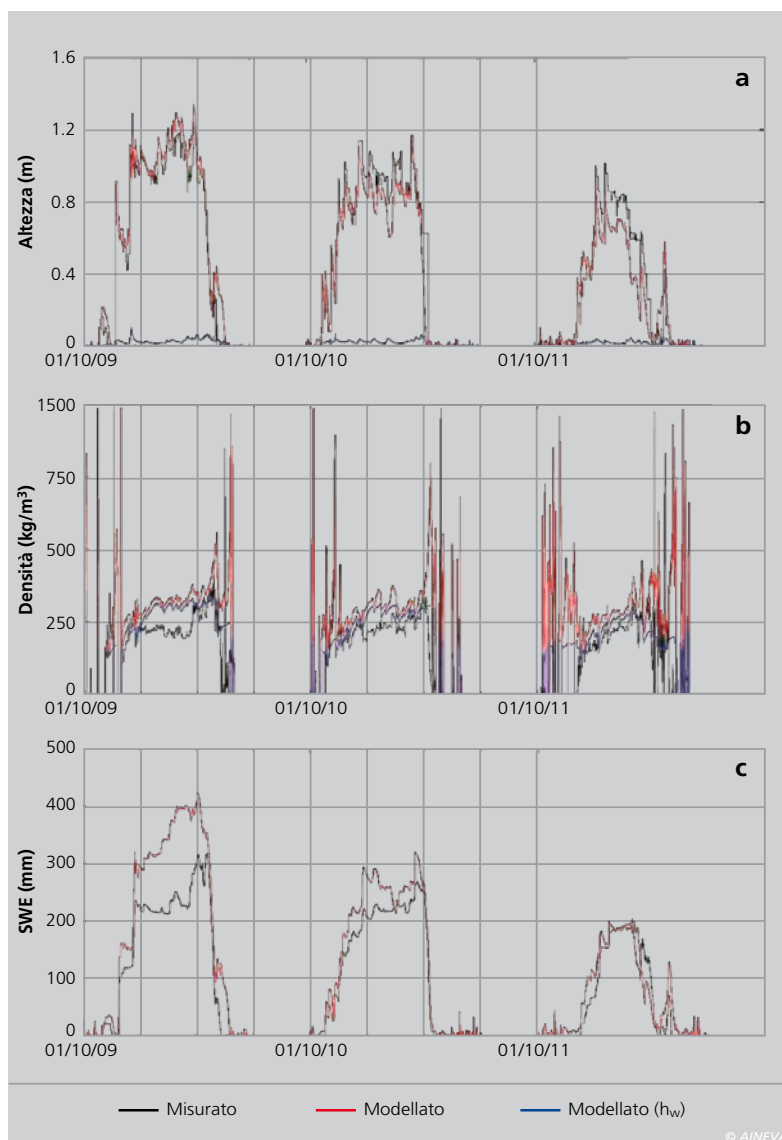 a
Altezza (m)
1.6
1.2
0.8
0.4
0
01/10/09 01/10/10 01/10/11
b
Densità (kg/m³)
1500
750
500
250
0
01/10/09 01/10/10 01/10/11
c
SWE (mm)
500
400
300
200
100
0
01/10/09 01/10/10 01/10/11
Misurato Modellato Modellato (hw)
© AINEVA